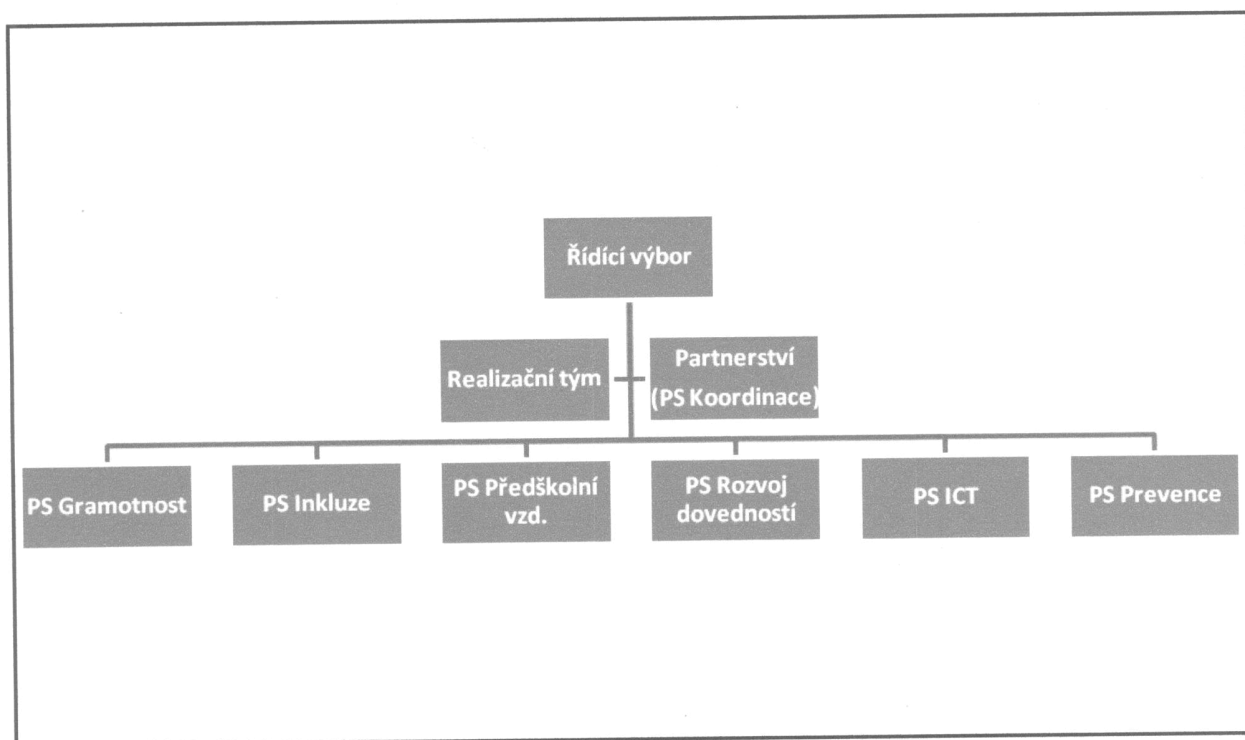 Řídící výbor
Realizační tým
Partnerství
(PS Koordinace)
PS Gramotnost
PS Inkluze
PS Předškolní
vzd.
PS Rozvoj
dovedností
PS ICT
PS Prevence